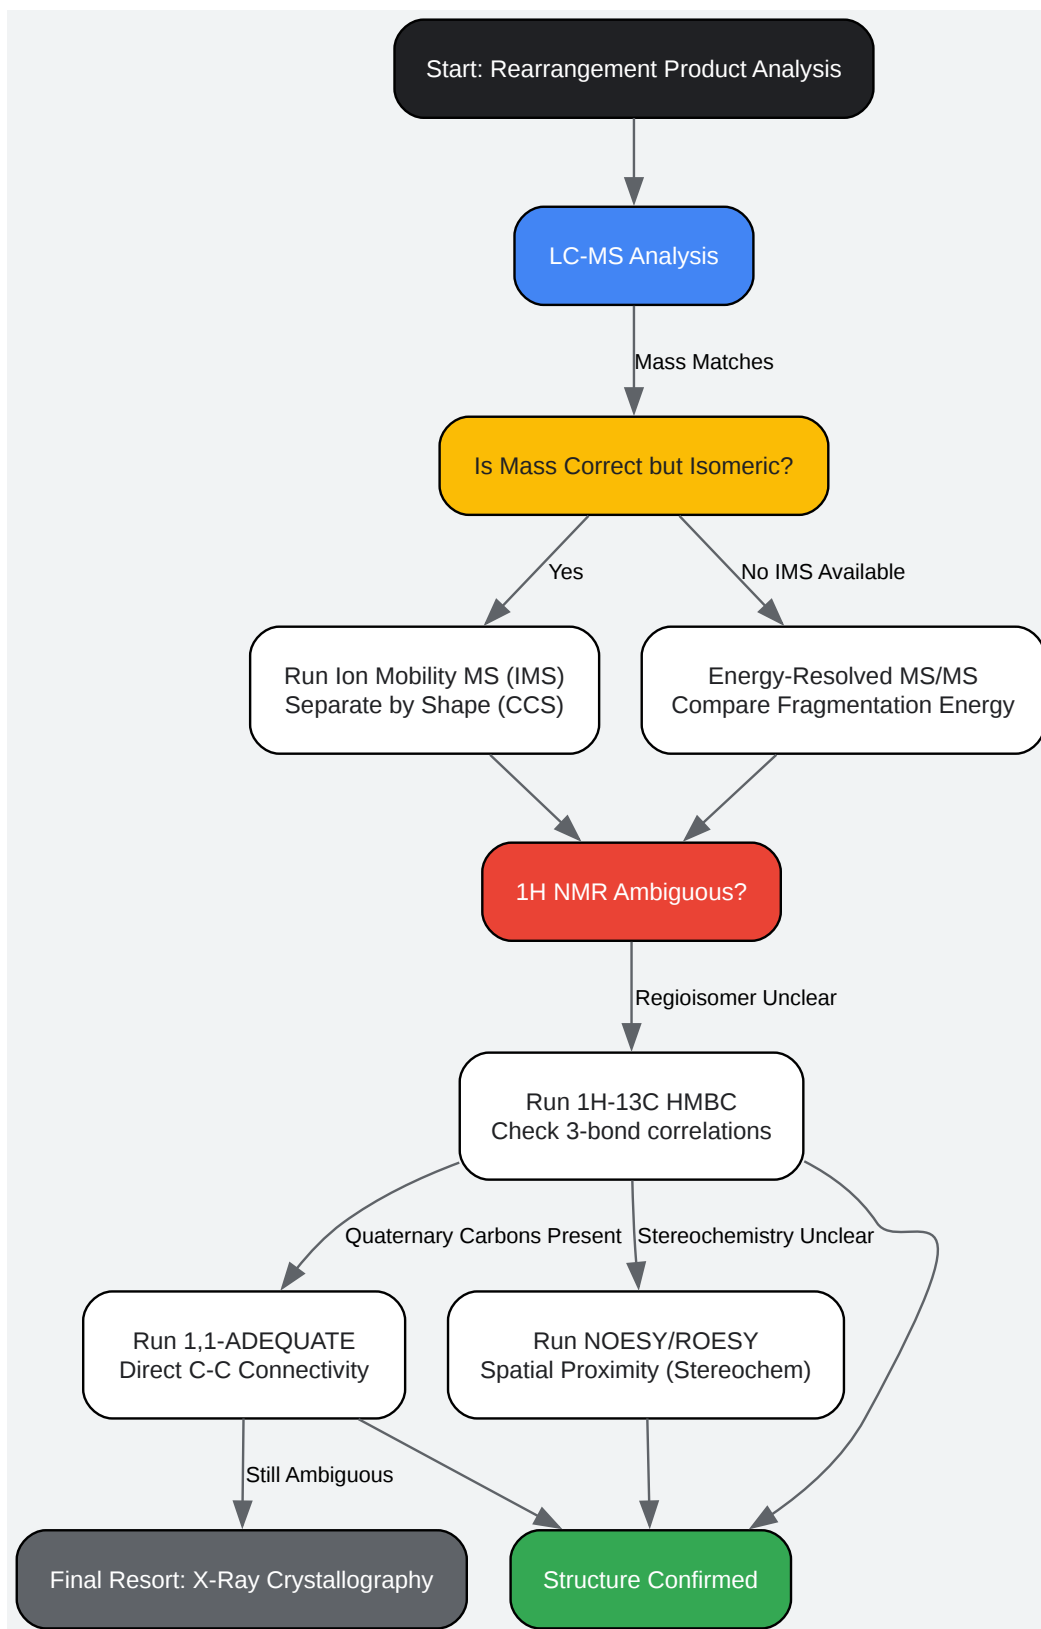 Start: Rearrangement Product Analysis
LC-MS Analysis
Mass Matches
Is Mass Correct but Isomeric?
Yes
No IMS Available
Run Ion Mobility MS (IMS)
Separate by Shape (CCS)
Energy-Resolved MS/MS
Compare Fragmentation Energy
1H NMR Ambiguous?
Regioisomer Unclear
Run 1H-13C HMBC
Check 3-bond correlations
Quaternary Carbons Present
Stereochemistry Unclear
Run 1,1-ADEQUATE
Direct C-C Connectivity
Run NOESY/ROESY
Spatial Proximity (Stereochem)
Still Ambiguous
Final Resort: X-Ray Crystallography
Structure Confirmed